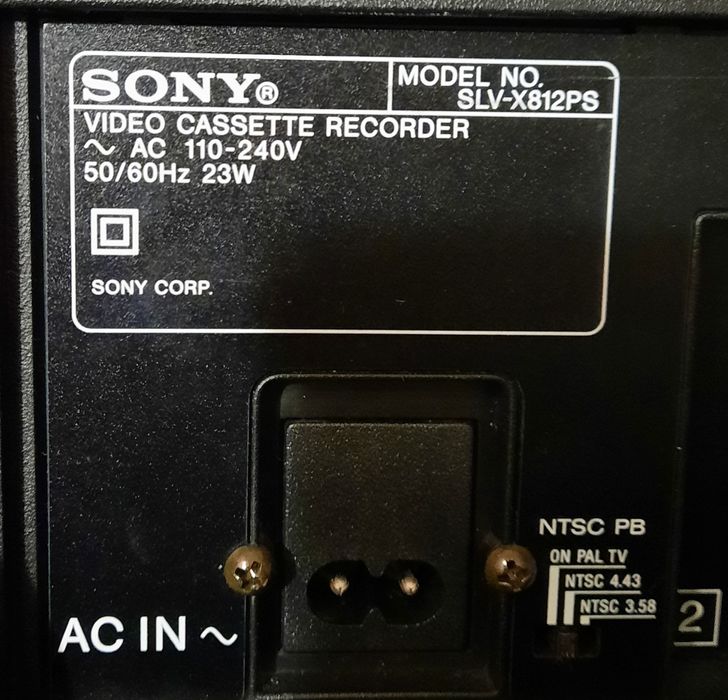 SONY®
MODEL NO.
SLV-X812PS
VIDEO CASSETTE RECORDER
~ AC 110-240V
50/60Hz 23W
SONY CORP.
NTSC PB
ON PAL TV
NTSC 4.43
NTSC 3.58
2
AC IN ~